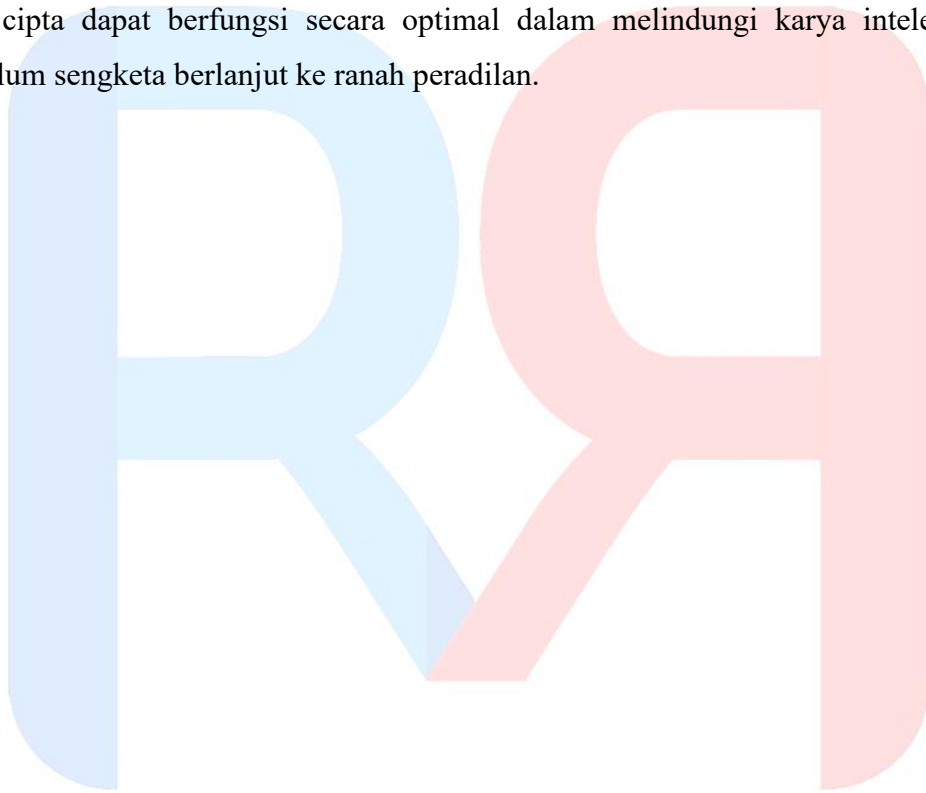 cipta dapat berfungsi secara optimal dalam melindungi karya intele
lum sengketa berlanjut ke ranah peradilan.